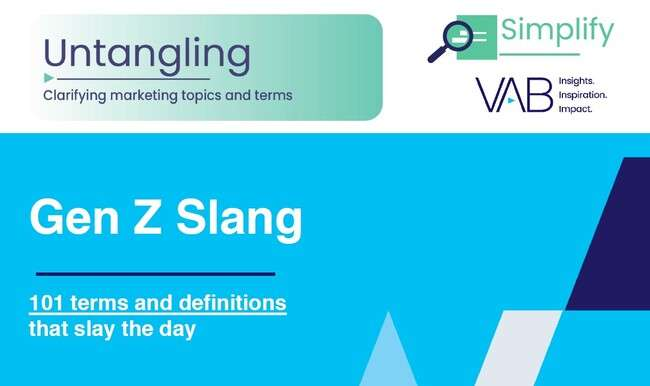 Untangling
Clarifying marketing topics and terms
Simplify
VAB
Insights.
Inspiration.
Impact.
Gen Z Slang
101 terms and definitions
that slay the day